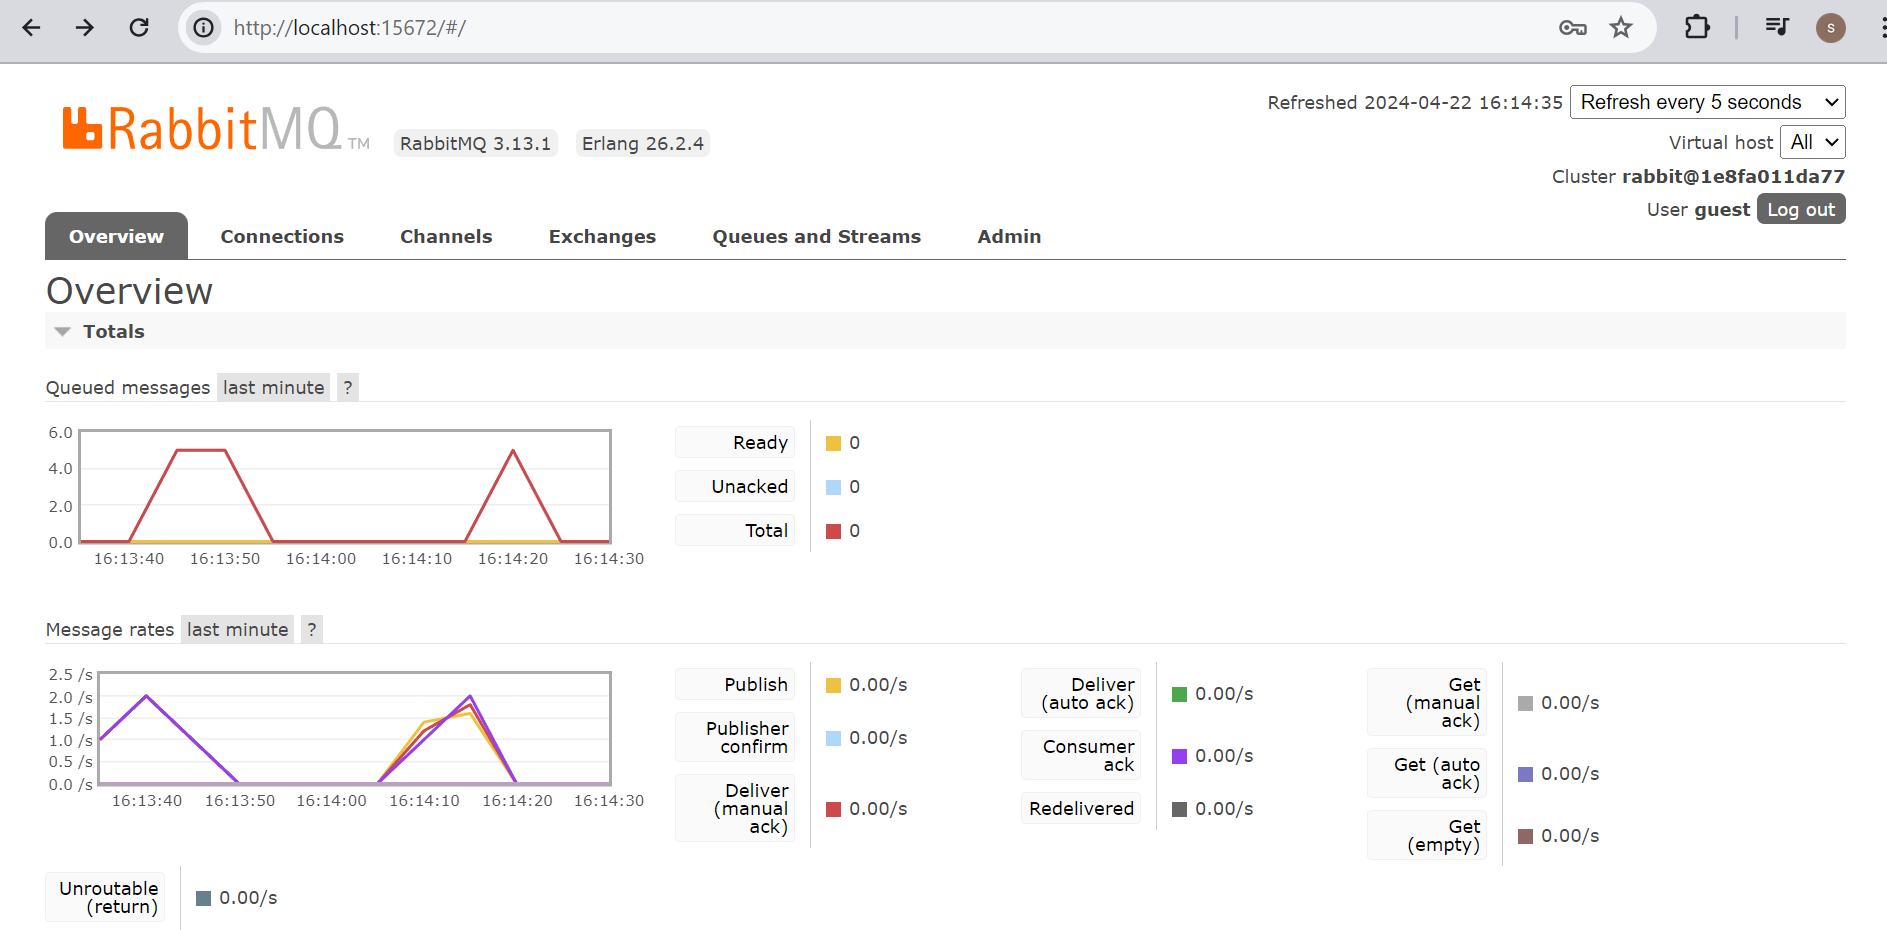 http://localhost:15672/#/
S
RabbitMQ TM RabbitMQ 3.13.1 Erlang 26.2.4
Refreshed 2024-04-22 16:14:35 Refresh every 5 seconds
Virtual host All
Cluster rabbit@1e8fa011da77
User guest Log out
Overview Connections Channels Exchanges Queues and Streams Admin
Overview
Totals
Queued messages last minute ?
6.0
4.0
2.0
0.0
16:13:40 16:13:50 16:14:00 16:14:10 16:14:20 16:14:30
Ready 0
Unacked 0
Total 0
Message rates last minute ?
2.5 /s
2.0 /s
1.5 /s
1.0 /s
0.5 /s
0.0 /s
16:13:40 16:13:50 16:14:00 16:14:10 16:14:20 16:14:30
Publish 0.00/s
Publisher
confirm 0.00/s
Deliver
(manual
ack) 0.00/s
Deliver
(auto ack) 0.00/s
Consumer
ack 0.00/s
Redelivered 0.00/s
Get
(manual
ack) 0.00/s
Get (auto
ack) 0.00/s
Get
(empty) 0.00/s
Unroutable
(return) 0.00/s